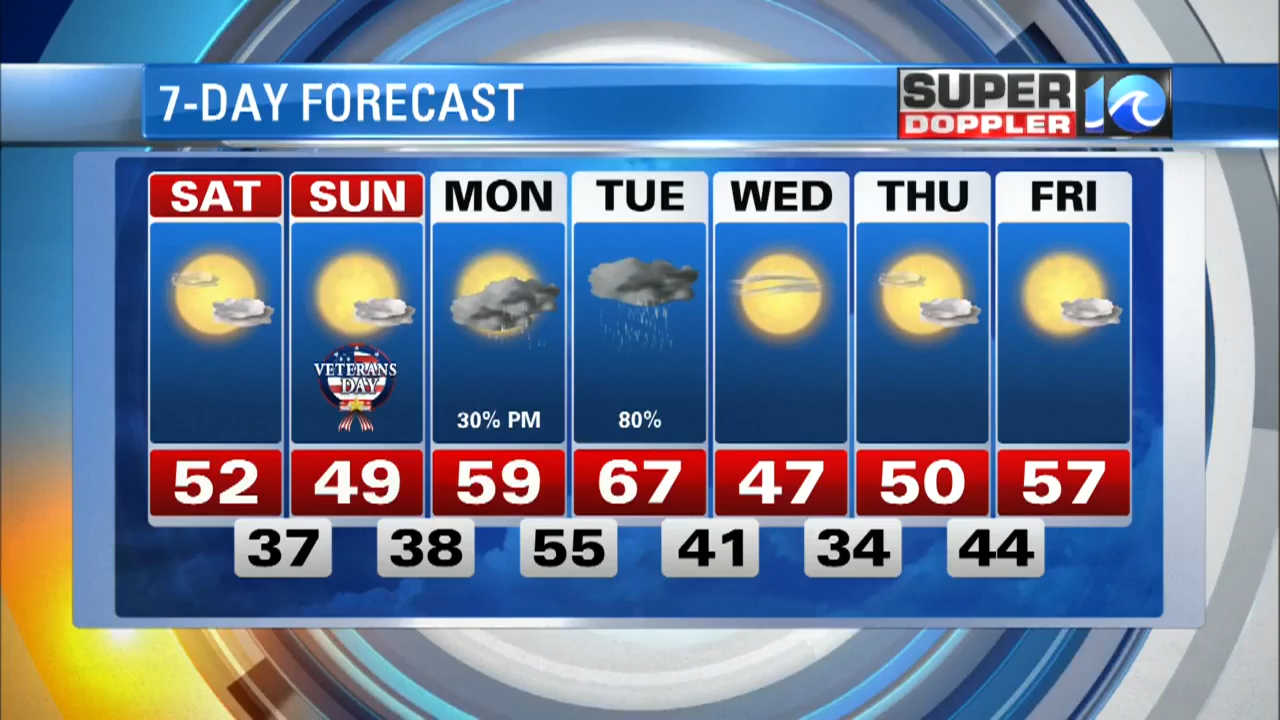 7-DAY FORECAST
SUPER
DOPPLER 10
SAT SUN MON TUE WED THU FRI
VETERANS
DAY
30% PM 80%
52 49 59 67 47 50 57
37 38 55 41 34 44